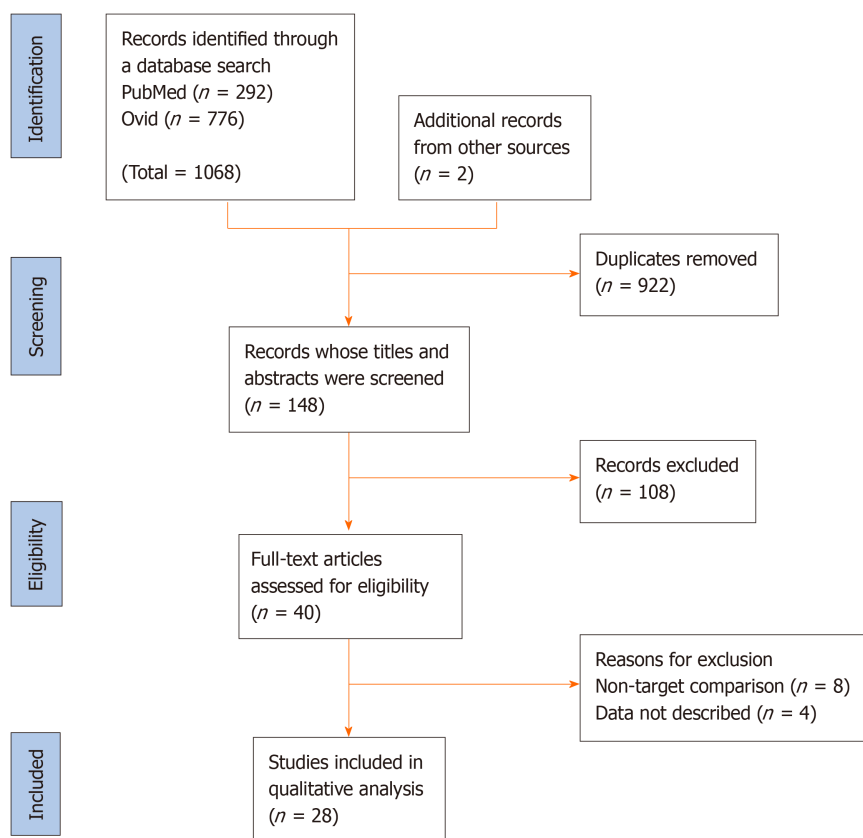 Identification
Records identified through
a database search
PubMed (n = 292)
Ovid (n = 776)
(Total = 1068)
Additional records
from other sources
(n = 2)
Duplicates removed
(n = 922)
Screening
Records whose titles and
abstracts were screened
(n = 148)
Records excluded
(n = 108)
Eligibility
Full-text articles
assessed for eligibility
(n = 40)
Reasons for exclusion
Non-target comparison (n = 8)
Data not described (n = 4)
Included
Studies included in
qualitative analysis
(n = 28)